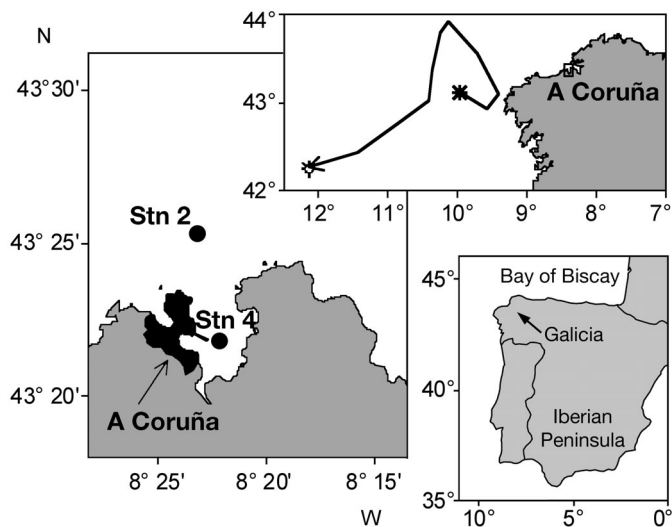 N
43° 30'
Stn 2
43° 25'
Stn 4
43° 20'
A Coruña
8° 25'
8° 20'
8° 15'
W
44°
43°
42°
A Coruña
12°
11°
10°
9°
8°
7°
45°
Bay of Biscay
Galicia
40°
Iberian
Peninsula
35°
10°
5°
0°